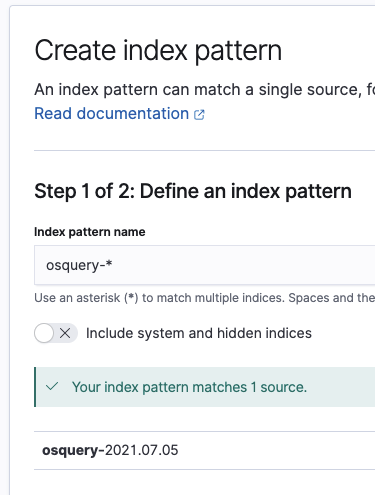 Create index pattern
An index pattern can match a single source, fo
Read documentation
Step 1 of 2: Define an index pattern
Index pattern name
osquery-*
Use an asterisk (*) to match multiple indices. Spaces and the
Include system and hidden indices
Your index pattern matches 1 source.
osquery-2021.07.05